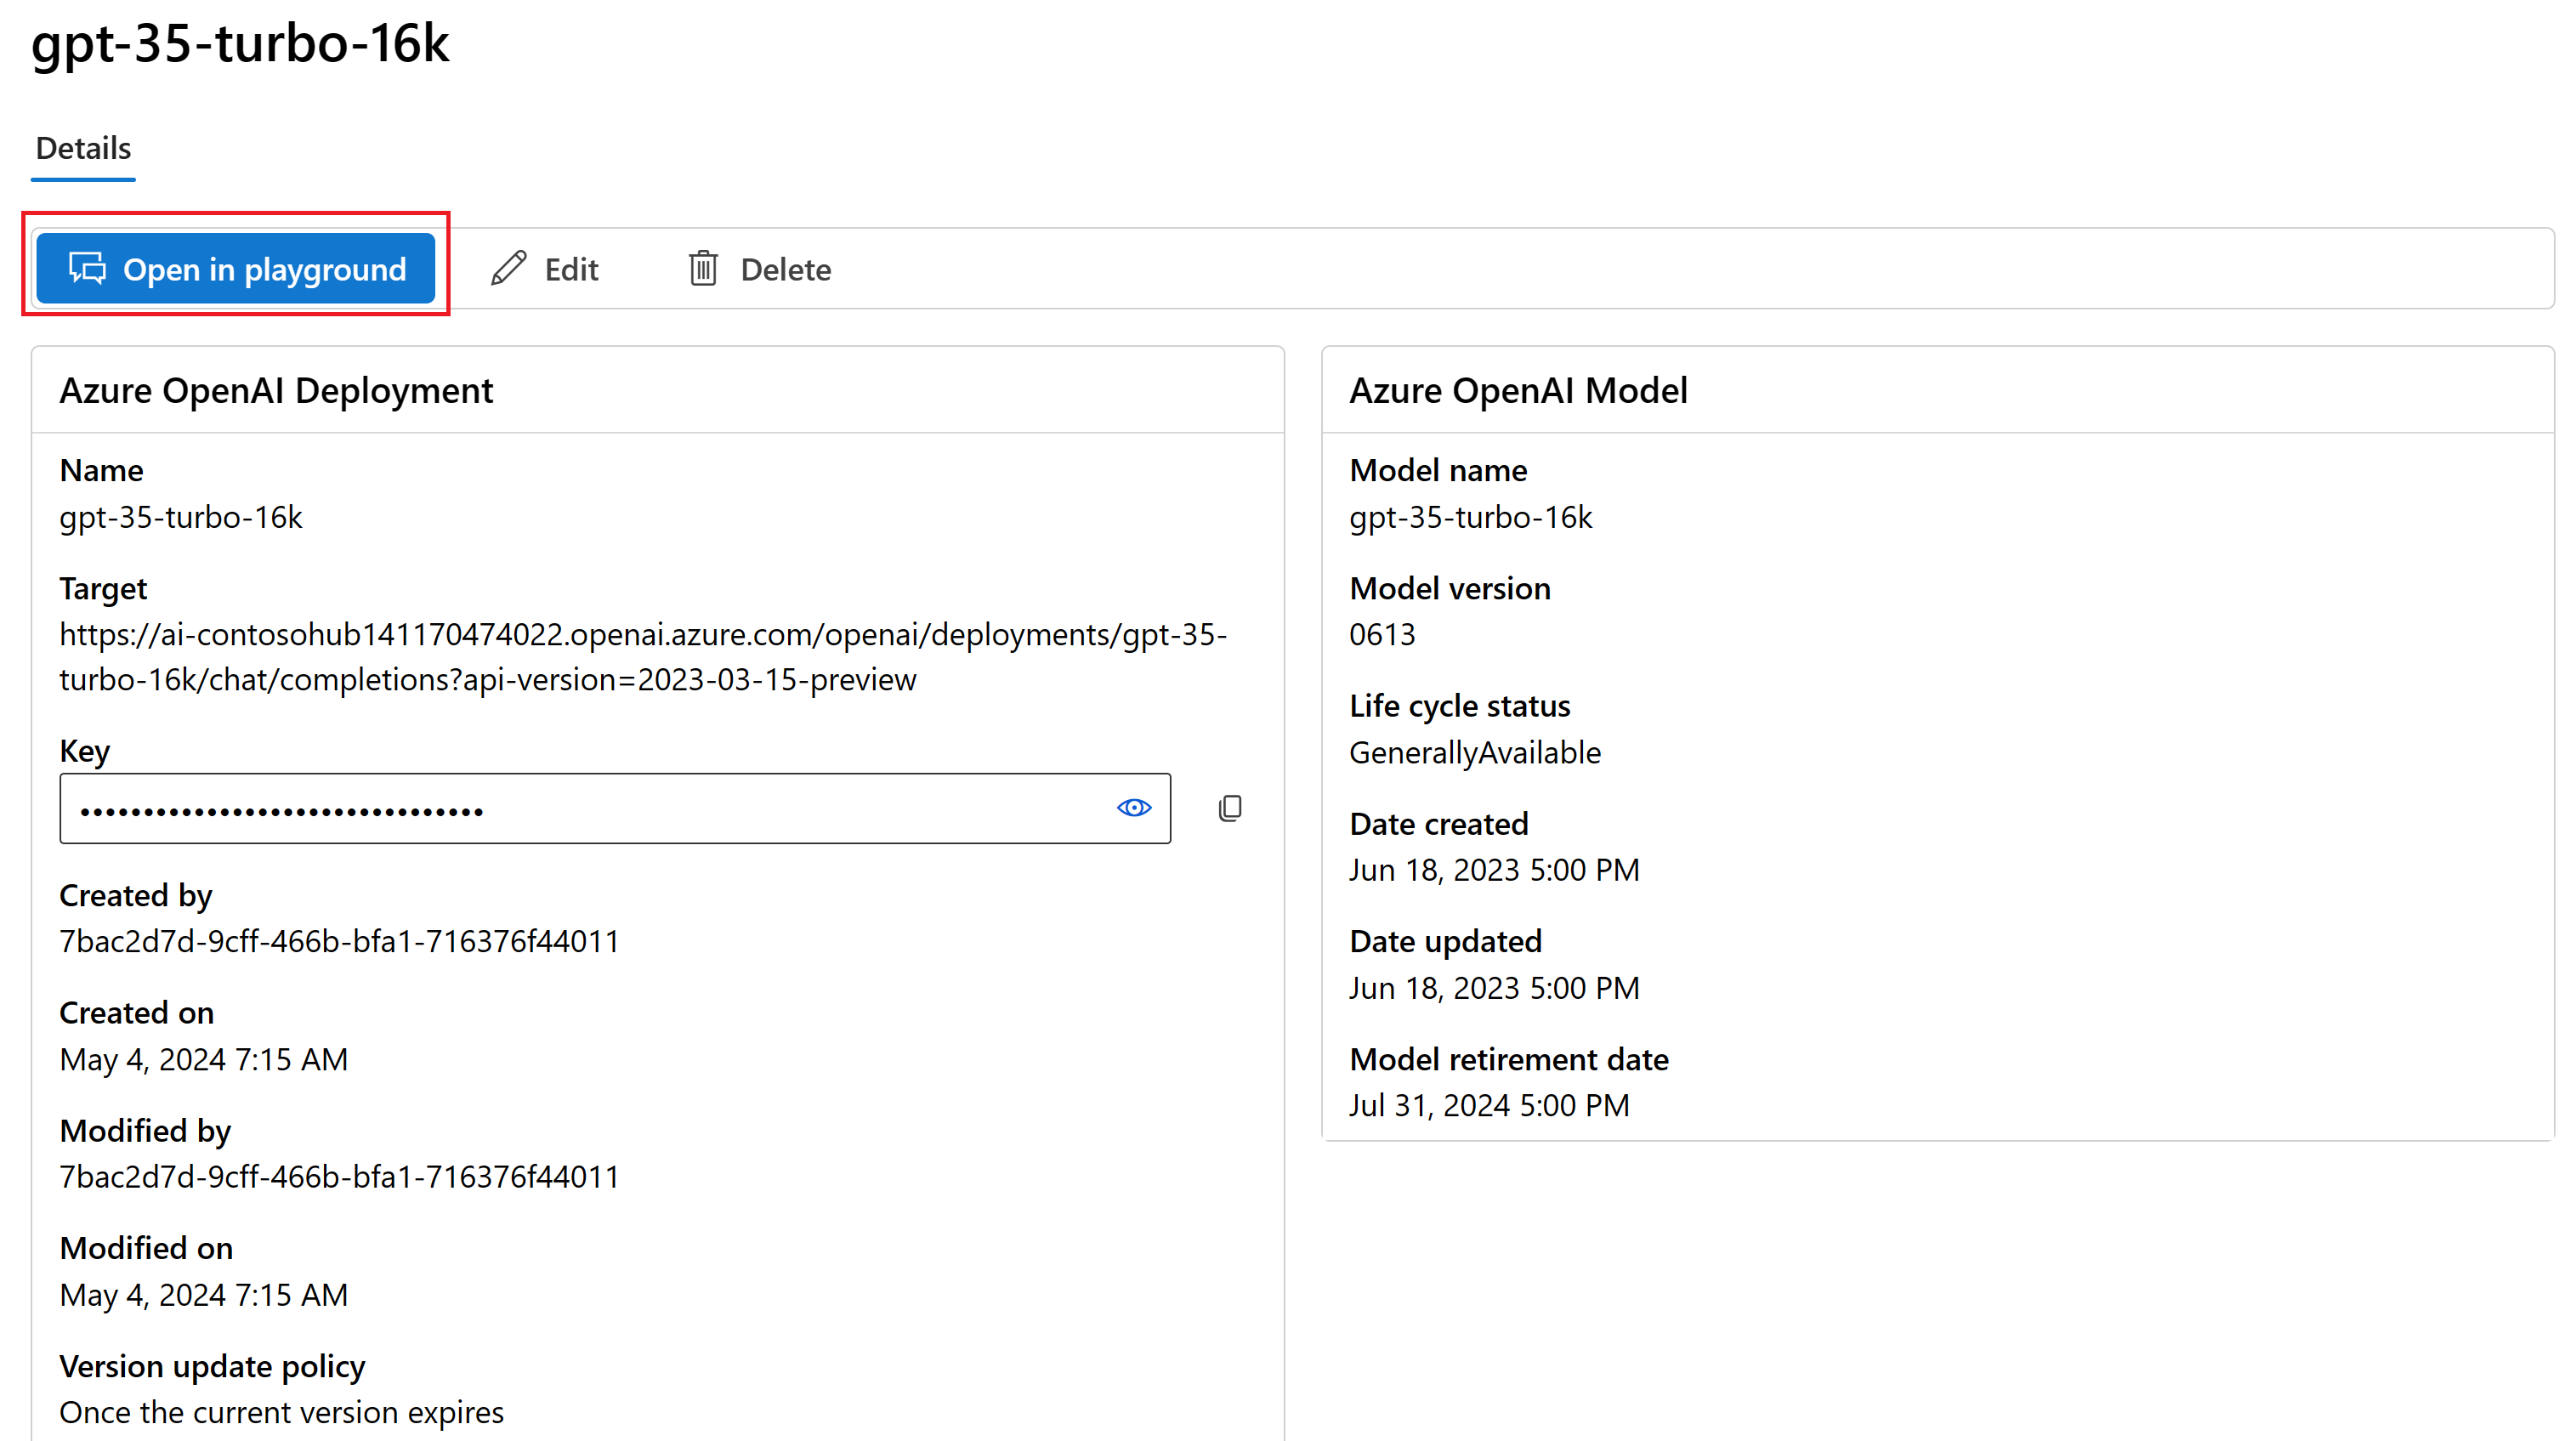 gpt-35-turbo-16k
Details
Open in playground
Edit
Delete
Azure OpenAI Deployment
Name
gpt-35-turbo-16k
Target
https://ai-contosohub141170474022.openai.azure.com/openai/deployments/gpt-35-
turbo-16k/chat/completions?api-version=2023-03-15-preview
Key
••••••••••••••••••••••••••••••••
Created by
7bac2d7d-9cff-466b-bfa1-716376f44011
Created on
May 4, 2024 7:15 AM
Modified by
7bac2d7d-9cff-466b-bfa1-716376f44011
Modified on
May 4, 2024 7:15 AM
Version update policy
Once the current version expires
Azure OpenAI Model
Model name
gpt-35-turbo-16k
Model version
0613
Life cycle status
GenerallyAvailable
Date created
Jun 18, 2023 5:00 PM
Date updated
Jun 18, 2023 5:00 PM
Model retirement date
Jul 31, 2024 5:00 PM